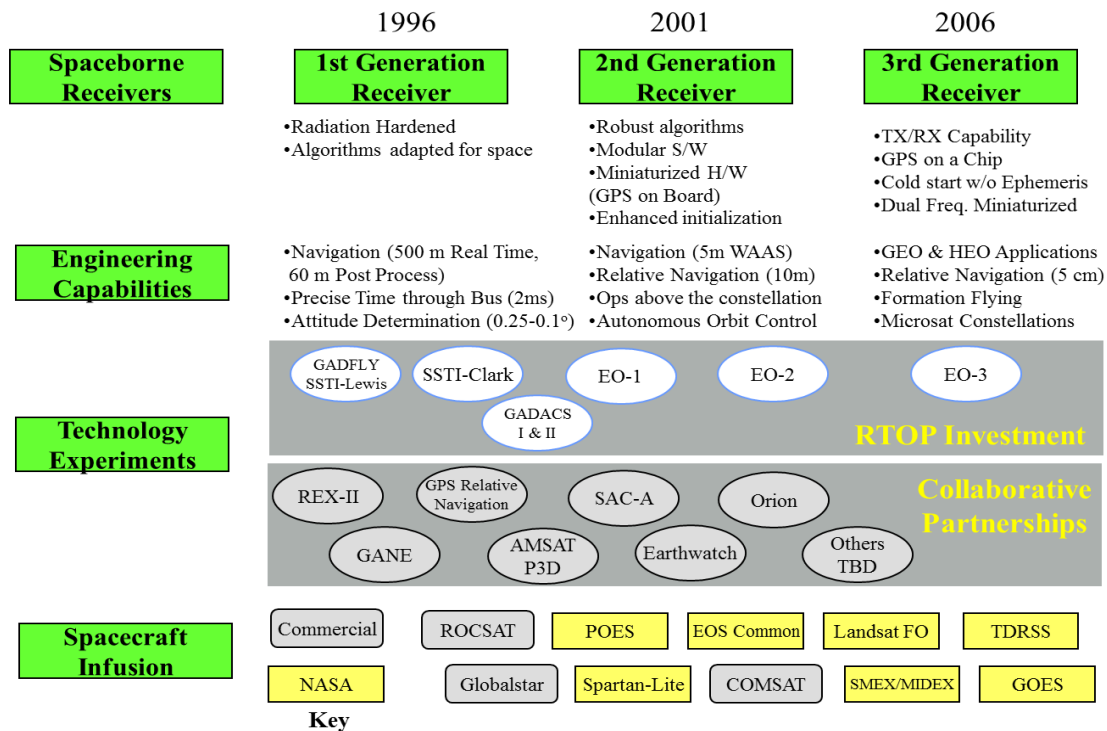 1996
2001
2006
Spaceborne
Receivers
1st Generation
Receiver
2nd Generation
Receiver
3rd Generation
Receiver
•Radiation Hardened
•Algorithms adapted for space
•Robust algorithms
•Modular S/W
•Miniaturized H/W
(GPS on Board)
•Enhanced initialization
•TX/RX Capability
•GPS on a Chip
•Cold start w/o Ephemeris
•Dual Freq. Miniaturized
Engineering
Capabilities
•Navigation (500 m Real Time,
60 m Post Process)
•Precise Time through Bus (2ms)
•Attitude Determination (0.25-0.1º)
•Navigation (5m WAAS)
•Relative Navigation (10m)
•Ops above the constellation
•Autonomous Orbit Control
•GEO & HEO Applications
•Relative Navigation (5 cm)
•Formation Flying
•Microsat Constellations
Technology
Experiments
GADFLY
SSTI-Lewis
SSTI-Clark
GADACS
I & II
EO-1
EO-2
EO-3
RTOP Investment
REX-II
GPS Relative
Navigation
SAC-A
Orion
Collaborative
Partnerships
GANE
AMSAT
P3D
Earthwatch
Others
TBD
Spacecraft
Infusion
Commercial
ROCSAT
POES
EOS Common
Landsat FO
TDRSS
NASA
Globalstar
Spartan-Lite
COMSAT
SMEX/MIDEX
GOES
Key